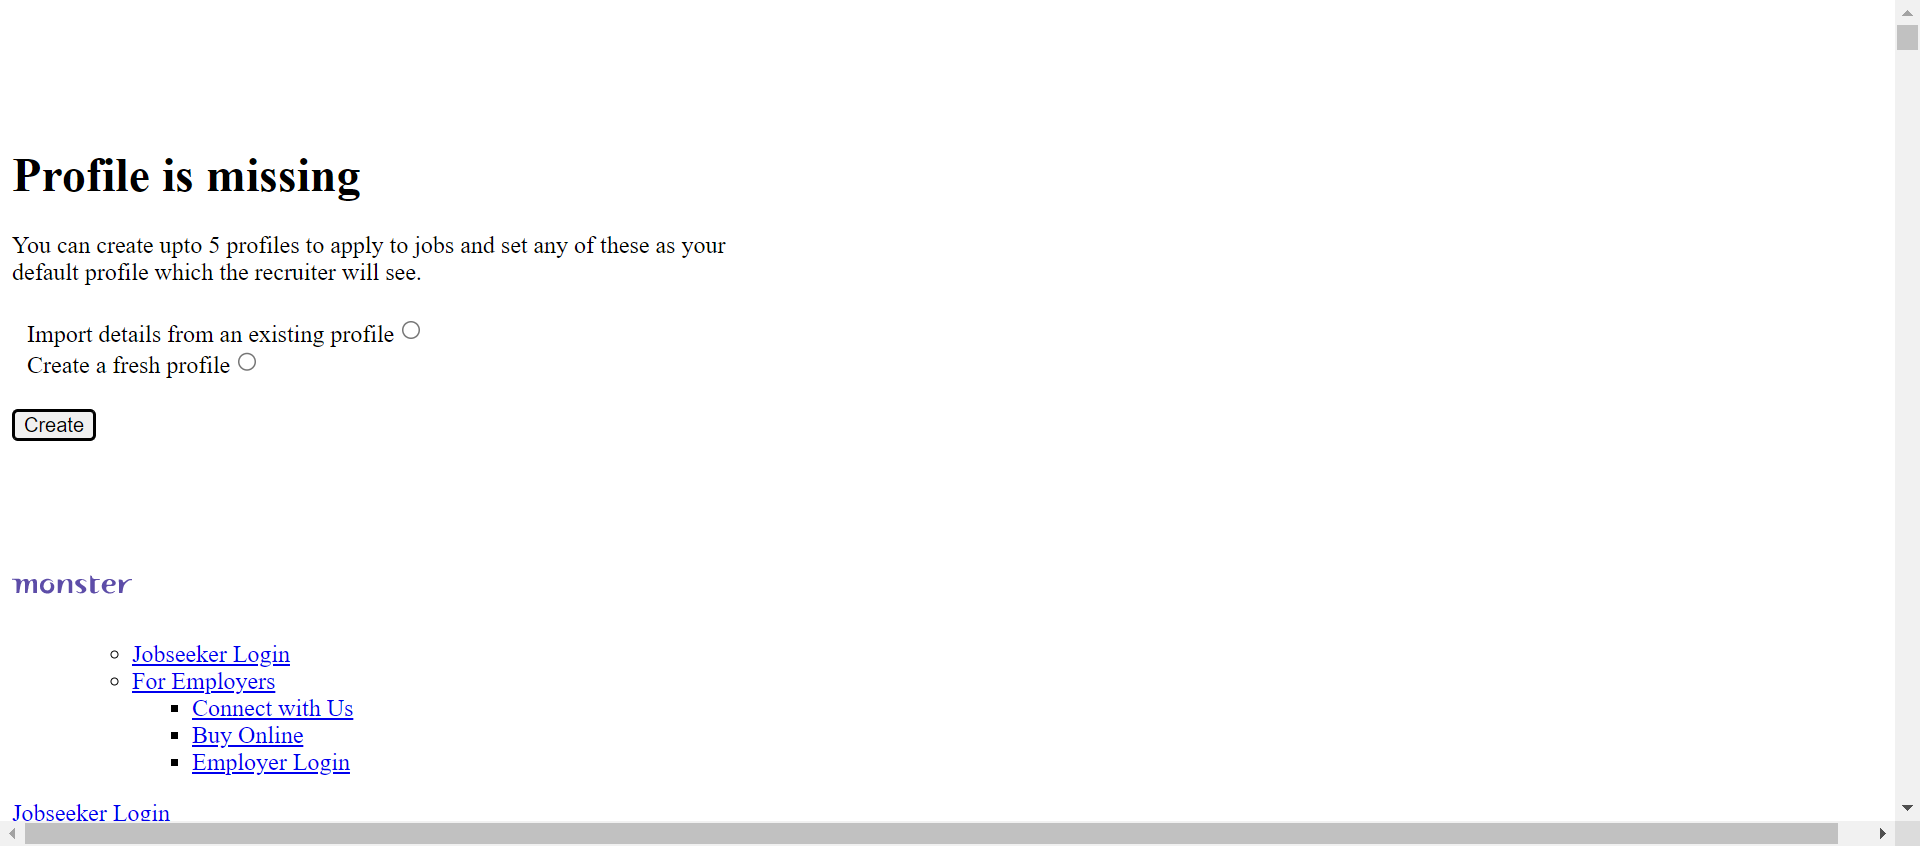 Profile is missing
You can create upto 5 profiles to apply to jobs and set any of these as your
default profile which the recruiter will see.
Import details from an existing profile
Create a fresh profile
Create
monster
Jobseeker Login
For Employers
Connect with Us
Buy Online
Employer Login
Jobseeker Login